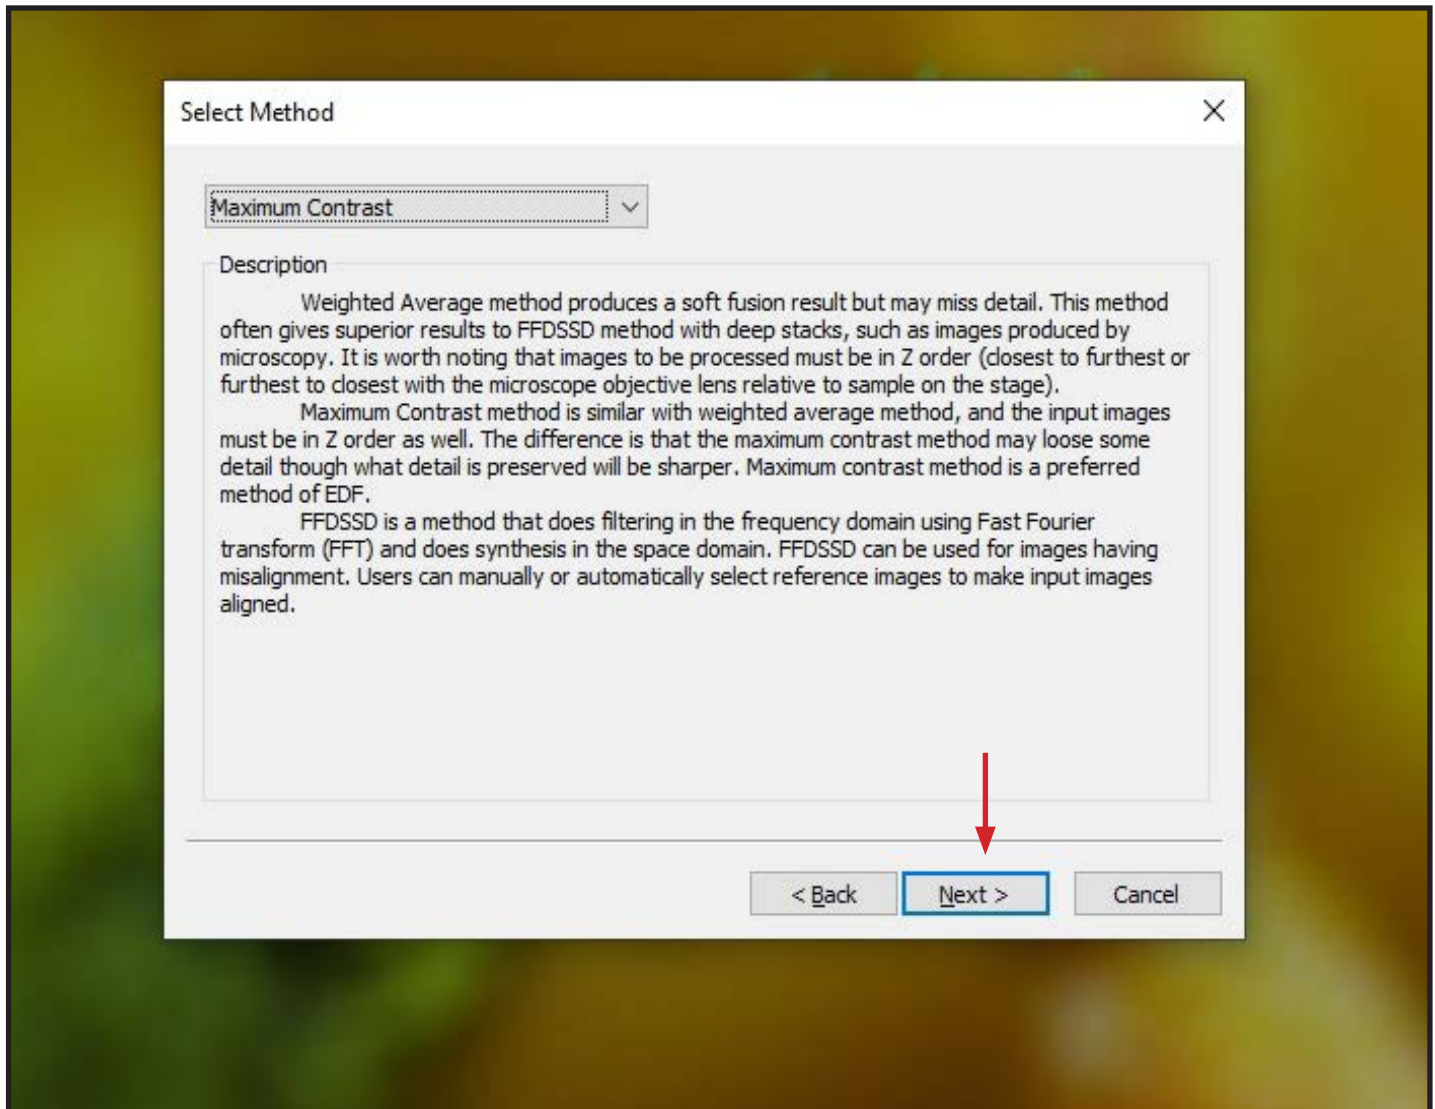 Select Method
Maximum Contrast
Description
Weighted Average method produces a soft fusion result but may miss detail. This method
often gives superior results to FFDSSD method with deep stacks, such as images produced by
microscopy. It is worth noting that images to be processed must be in Z order (closest to furthest or
furthest to closest with the microscope objective lens relative to sample on the stage).
Maximum Contrast method is similar with weighted average method, and the input images
must be in Z order as well. The difference is that the maximum contrast method may loose some
detail though what detail is preserved will be sharper. Maximum contrast method is a preferred
method of EDF.
FFDSSD is a method that does filtering in the frequency domain using Fast Fourier
transform (FFT) and does synthesis in the space domain. FFDSSD can be used for images having
misalignment. Users can manually or automatically select reference images to make input images
aligned.
< Back Next > Cancel